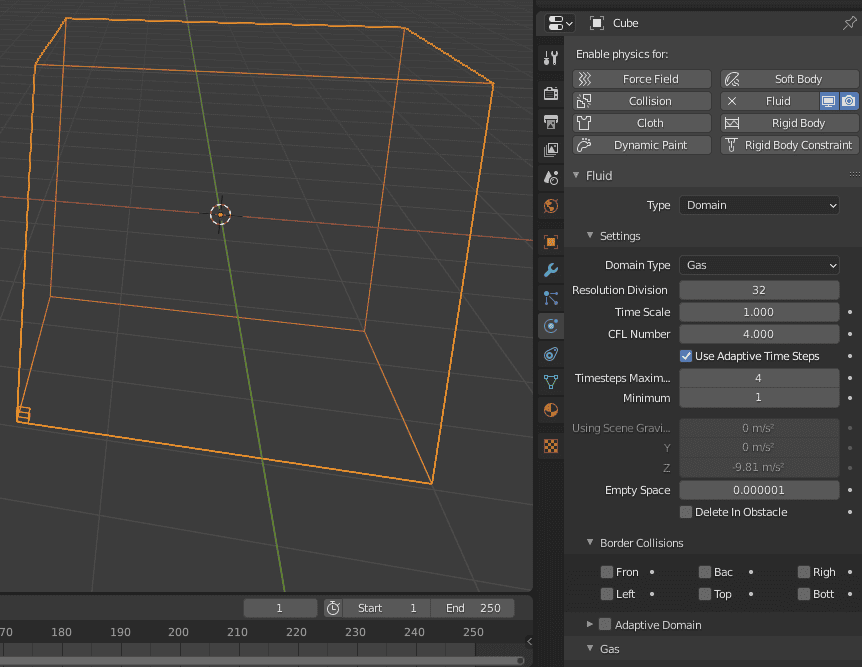 Cube
Enable physics for:
Force Field
Soft Body
Collision
Fluid
Cloth
Rigid Body
Dynamic Paint
Rigid Body Constraint
Fluid
Type Domain
Settings
Domain Type Gas
Resolution Division 32
Time Scale 1.000
CFL Number 4.000
Use Adaptive Time Steps
Timesteps Maxim... 4
Minimum 1
Using Scene Gravi... 0 m/s²
Y 0 m/s²
Z -9.81 m/s²
Empty Space 0.000001
Delete In Obstacle
Border Collisions
Fron Bac Righ
Left Top Bott
Adaptive Domain
Gas
1 Start 1 End 250
70 180 190 200 210 220 230 240 250